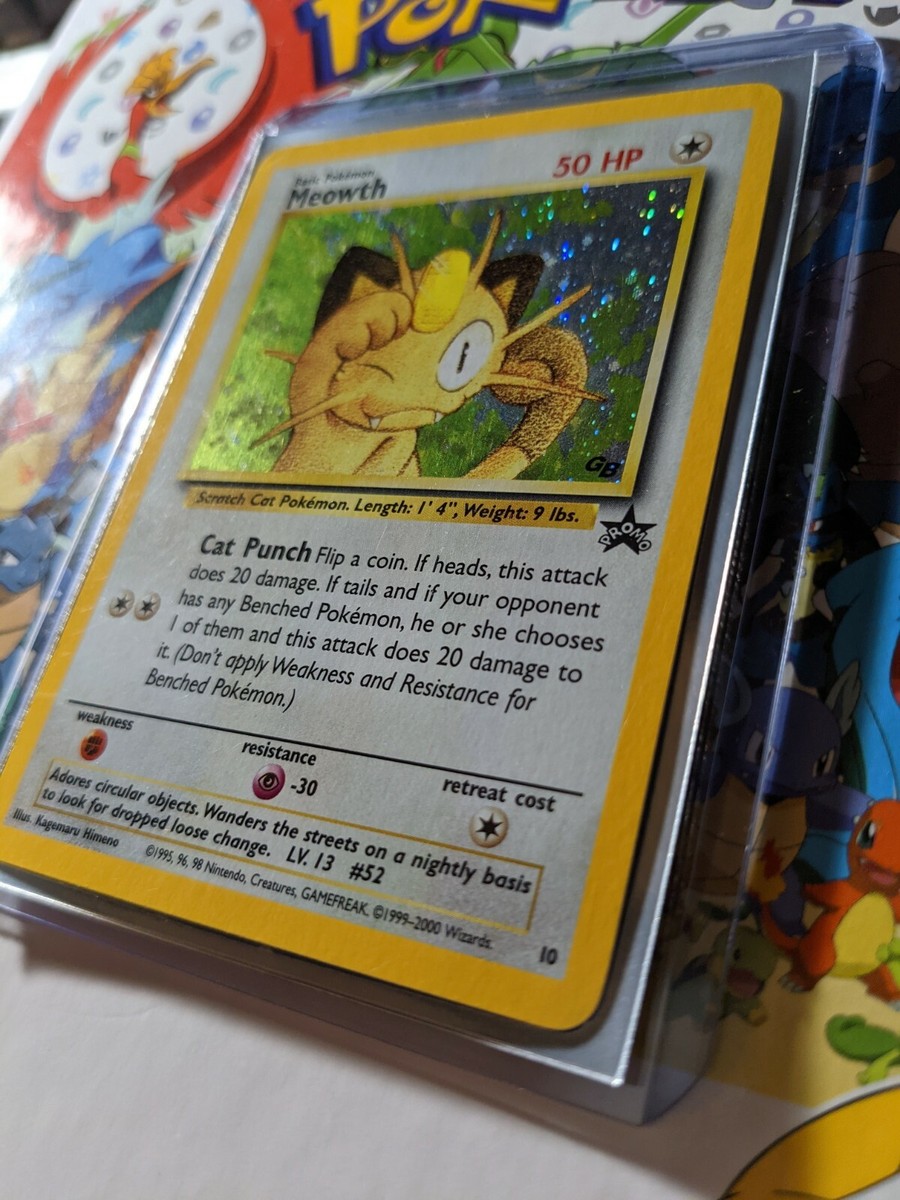 POK
Basic Pokémon
Meowth
50 HP
GB
Scratch Cat Pokémon. Length: 1' 4", Weight: 9 lbs.
PROMO
Cat Punch Flip a coin. If heads, this attack
does 20 damage. If tails and if your opponent
has any Benched Pokémon, he or she chooses
1 of them and this attack does 20 damage to
it. (Don't apply Weakness and Resistance for
Benched Pokémon.)
weakness
resistance
-30
retreat cost
Adores circular objects. Wanders the streets on a nightly basis
to look for dropped loose change. LV. 13 #52
Illus. Kagemaru Himeno
©1995, 96, 98 Nintendo, Creatures, GAMEFREAK. ©1999-2000 Wizards.
10